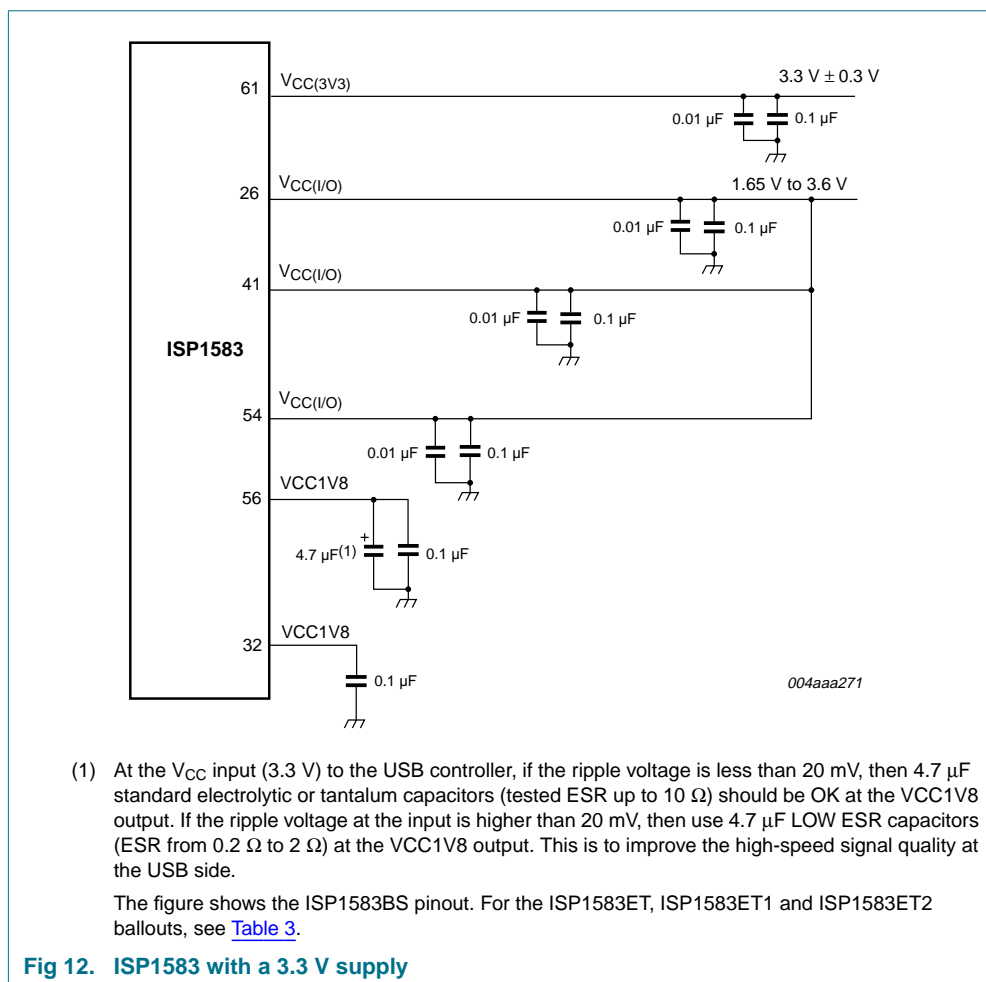 61
VCC(3V3)
3.3 V ± 0.3 V
0.01 µF
0.1 µF
26
VCC(I/O)
1.65 V to 3.6 V
0.01 µF
0.1 µF
41
VCC(I/O)
0.01 µF
0.1 µF
ISP1583
54
VCC(I/O)
0.01 µF
0.1 µF
56
VCC1V8
+
4.7 µF(1)
0.1 µF
32
VCC1V8
0.1 µF
004aaa271
(1) At the VCC input (3.3 V) to the USB controller, if the ripple voltage is less than 20 mV, then 4.7 µF
standard electrolytic or tantalum capacitors (tested ESR up to 10 Ω) should be OK at the VCC1V8
output. If the ripple voltage at the input is higher than 20 mV, then use 4.7 µF LOW ESR capacitors
(ESR from 0.2 Ω to 2 Ω) at the VCC1V8 output. This is to improve the high-speed signal quality at
the USB side.
The figure shows the ISP1583BS pinout. For the ISP1583ET, ISP1583ET1 and ISP1583ET2
ballouts, see Table 3.
Fig 12. ISP1583 with a 3.3 V supply